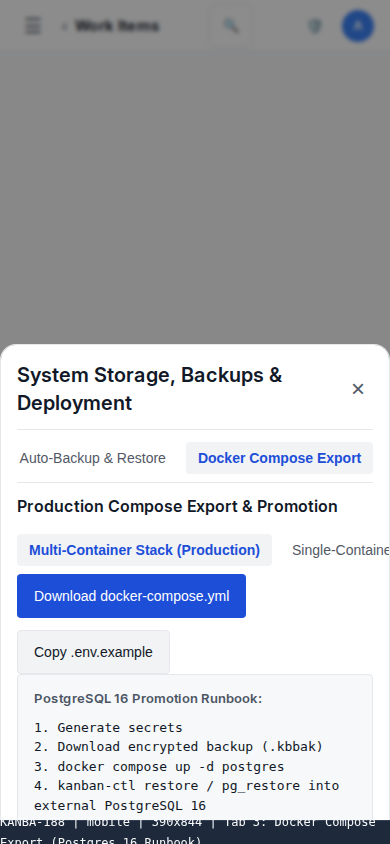 ‹ Work Items
A
System Storage, Backups &
Deployment
×
Auto-Backup & Restore
Docker Compose Export
Production Compose Export & Promotion
Multi-Container Stack (Production)
Single-Containe
Download docker-compose.yml
Copy .env.example
PostgreSQL 16 Promotion Runbook:
1. Generate secrets
2. Download encrypted backup (.kbbak)
3. docker compose up -d postgres
4. kanban-ctl restore / pg_restore into
external PostgreSQL 16
KANBA-188 | mobile | 390x844 | Tab 3: Docker Compose
Export (Postgres 16 Runbook)